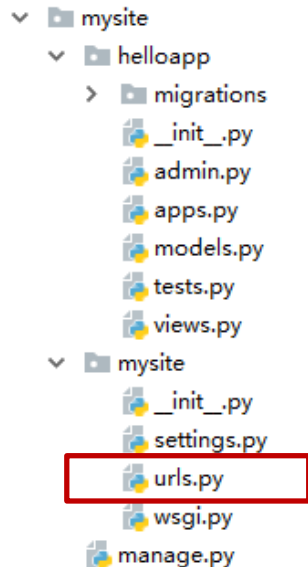 mysite
helloapp
migrations
__init__.py
admin.py
apps.py
models.py
tests.py
views.py
mysite
__init__.py
settings.py
urls.py
wsgi.py
manage.py